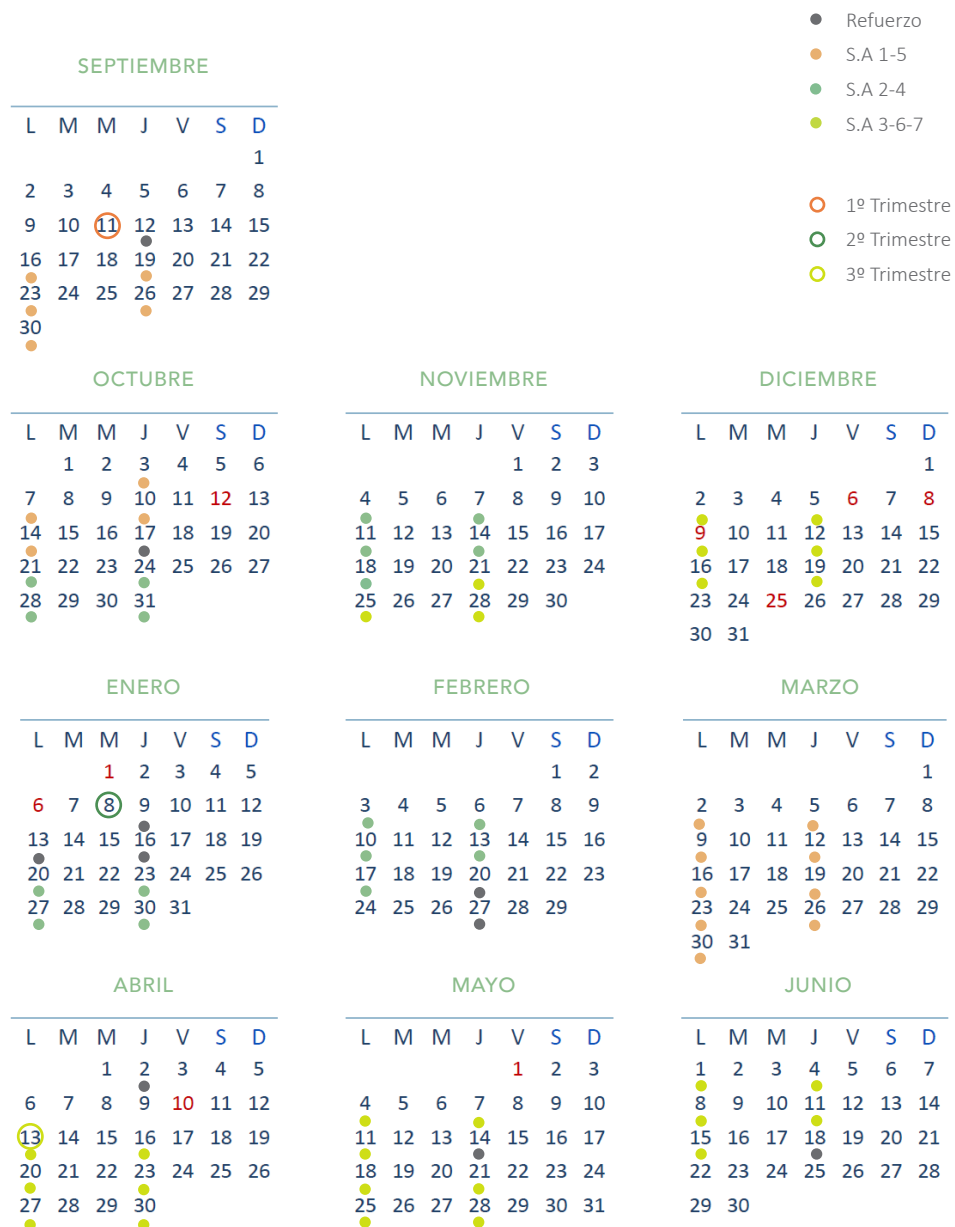 Refuerzo
S.A 1-5
S.A 2-4
S.A 3-6-7
1º Trimestre
2º Trimestre
3º Trimestre
SEPTIEMBRE
L M M J V S D
1
2 3 4 5 6 7 8
9 10 11 12 13 14 15
16 17 18 19 20 21 22
23 24 25 26 27 28 29
30
OCTUBRE
L M M J V S D
1 2 3 4 5 6
7 8 9 10 11 12 13
14 15 16 17 18 19 20
21 22 23 24 25 26 27
28 29 30 31
NOVIEMBRE
L M M J V S D
1 2 3
4 5 6 7 8 9 10
11 12 13 14 15 16 17
18 19 20 21 22 23 24
25 26 27 28 29 30
DICIEMBRE
L M M J V S D
1
2 3 4 5 6 7 8
9 10 11 12 13 14 15
16 17 18 19 20 21 22
23 24 25 26 27 28 29
30 31
ENERO
L M M J V S D
1 2 3 4 5
6 7 8 9 10 11 12
13 14 15 16 17 18 19
20 21 22 23 24 25 26
27 28 29 30 31
FEBRERO
L M M J V S D
1 2
3 4 5 6 7 8 9
10 11 12 13 14 15 16
17 18 19 20 21 22 23
24 25 26 27 28 29
MARZO
L M M J V S D
1
2 3 4 5 6 7 8
9 10 11 12 13 14 15
16 17 18 19 20 21 22
23 24 25 26 27 28 29
30 31
ABRIL
L M M J V S D
1 2 3 4 5
6 7 8 9 10 11 12
13 14 15 16 17 18 19
20 21 22 23 24 25 26
27 28 29 30
MAYO
L M M J V S D
1 2 3
4 5 6 7 8 9 10
11 12 13 14 15 16 17
18 19 20 21 22 23 24
25 26 27 28 29 30 31
JUNIO
L M M J V S D
1 2 3 4 5 6 7
8 9 10 11 12 13 14
15 16 17 18 19 20 21
22 23 24 25 26 27 28
29 30